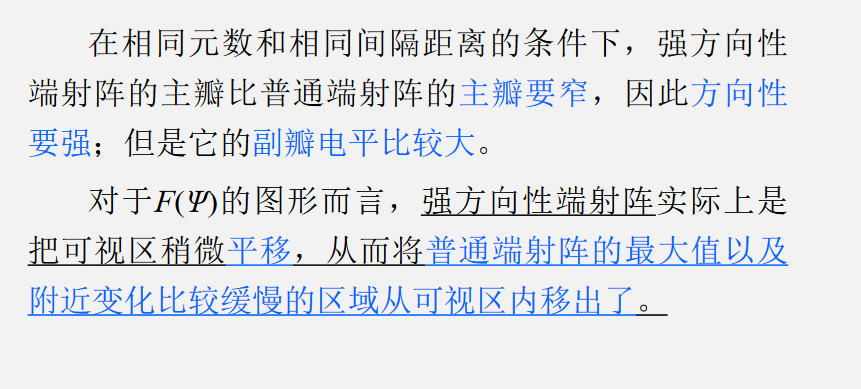 在相同元数和相同间隔距离的条件下，强方向性
端射阵的主瓣比普通端射阵的主瓣要窄，因此方向性
要强；但是它的副瓣电平比较大。
对于F(Ψ)的图形而言，强方向性端射阵实际上是
把可视区稍微平移，从而将普通端射阵的最大值以及
附近变化比较缓慢的区域从可视区内移出了。